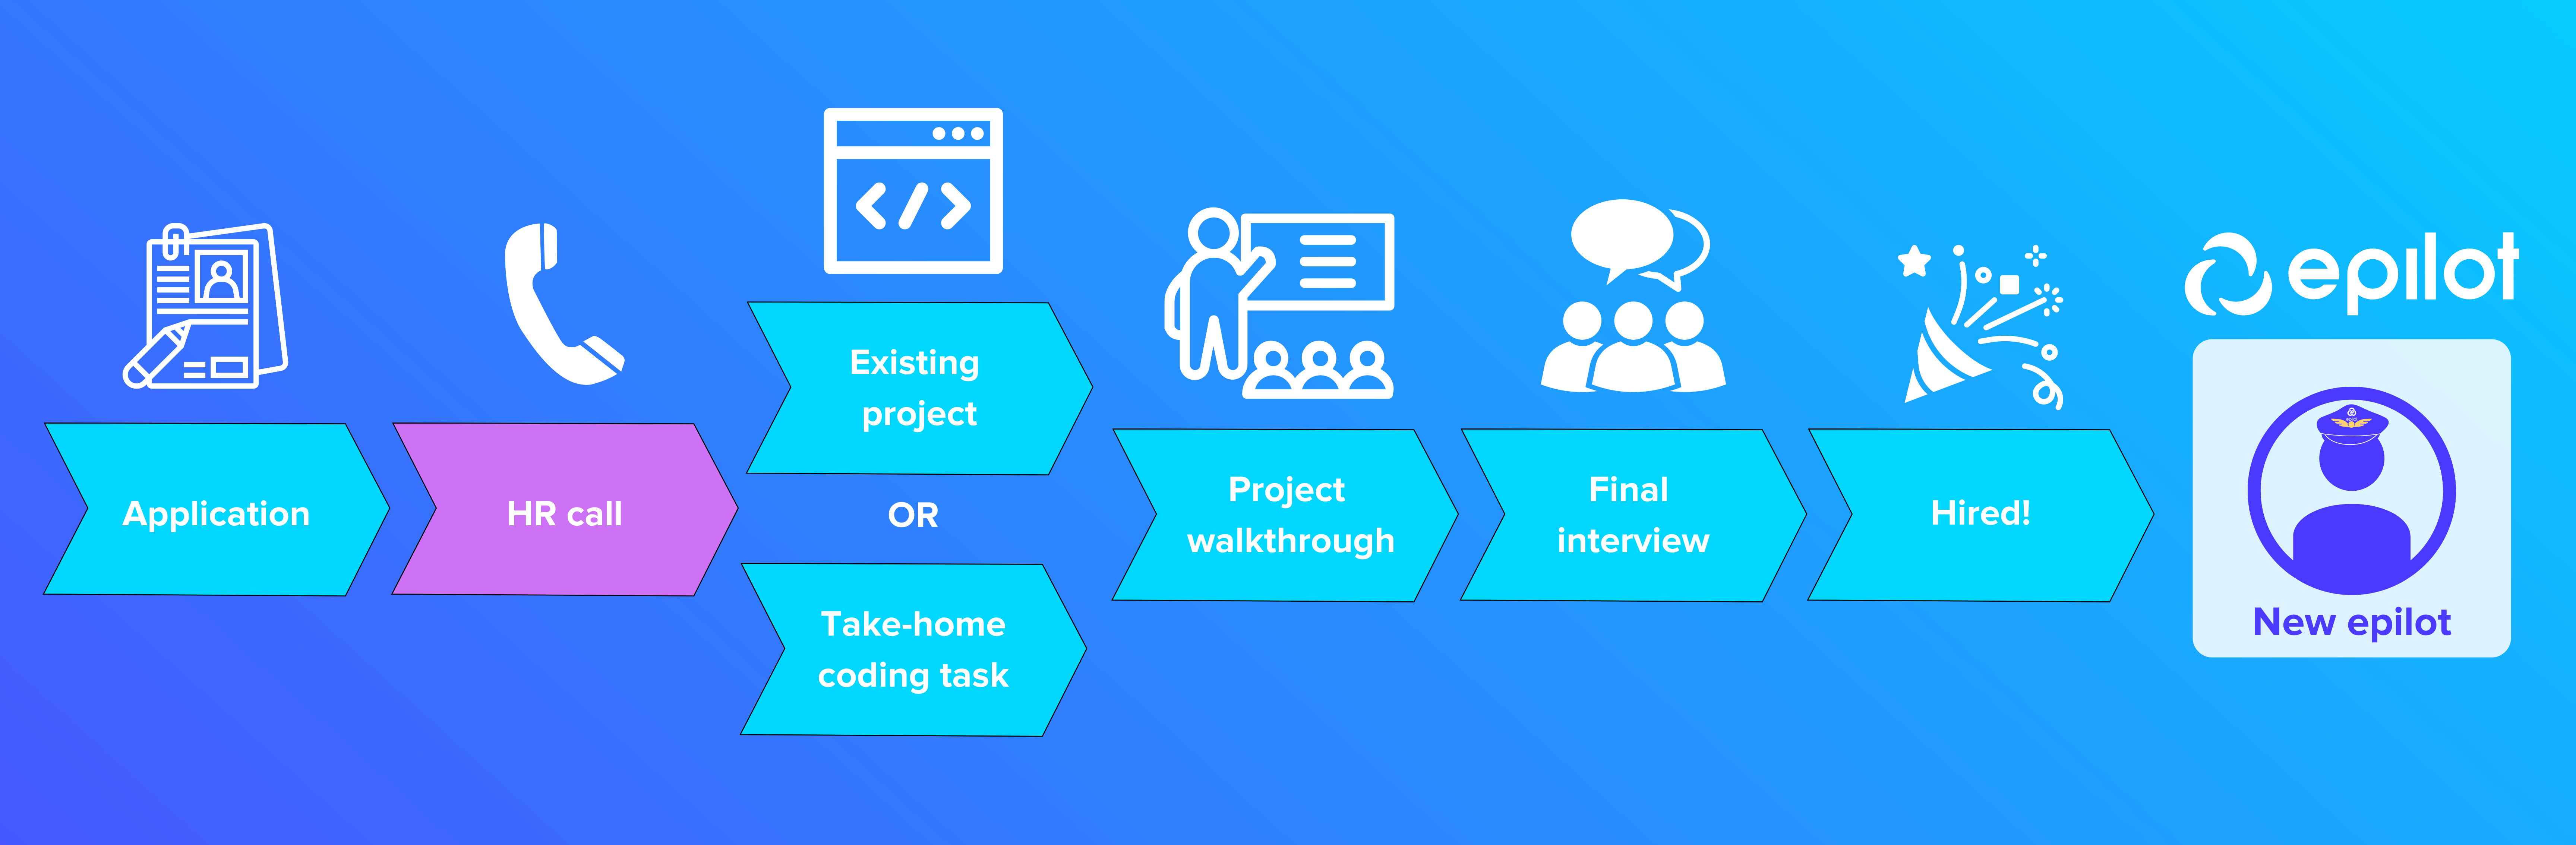 Application
HR call
Existing
project
OR
Take-home
coding task
Project
walkthrough
Final
interview
Hired!
epilot
New epilot